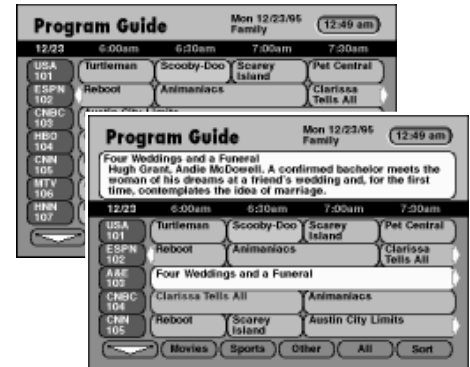 Program Guide
Mon 12/23/95
Family
12:49 am
12/23 6:00am 6:30am 7:00am 7:30am
USA
101
Turtleman Scooby-Doo Scarey
Island Pet Central
ESPN
102
Reboot Animaniacs Clarissa
Tells All
CNBC
103
HBO
104
CNN
105
MTV
106
HNN
107
Program Guide
Mon 12/23/95
Family
12:49 am
Four Weddings and a Funeral
Hugh Grant, Andie McDowell. A confirmed bachelor meets the
woman of his dreams at a friend's wedding and, for the first
time, contemplates the idea of marriage.
12/23 6:00am 6:30am 7:00am 7:30am
USA
101
Turtleman Scooby-Doo Scarey
Island Pet Central
ESPN
102
Reboot Animaniacs Clarissa
Tells All
A&E
103
Four Weddings and a Funeral
CNBC
104
Clarissa Tells All Animaniacs
CNN
105
Reboot Scarey
Island Austin City Limits
Movies Sports Other All Sort